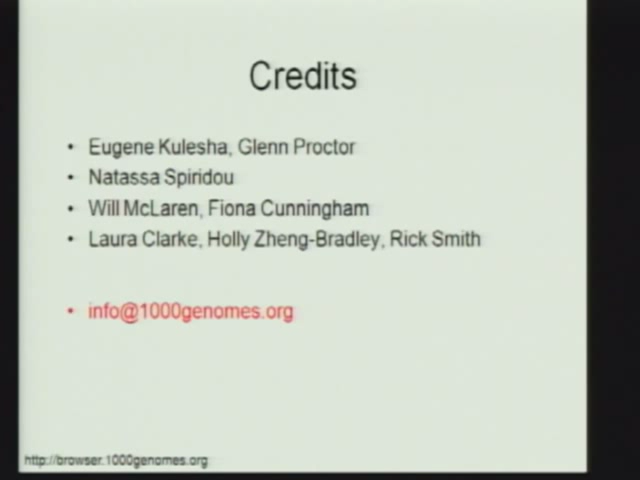 Credits
• Eugene Kulesha, Glenn Proctor
• Natassa Spiridou
• Will McLaren, Fiona Cunningham
• Laura Clarke, Holly Zheng-Bradley, Rick Smith
• info@1000genomes.org
http://browser.1000genomes.org